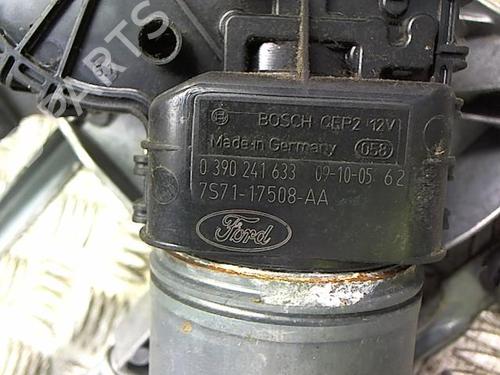 BOSCH CEP2 12V
Made in Germany 058
0 390 241 633 09-10-05 62
7S71-17508-AA
Ford
PARTS